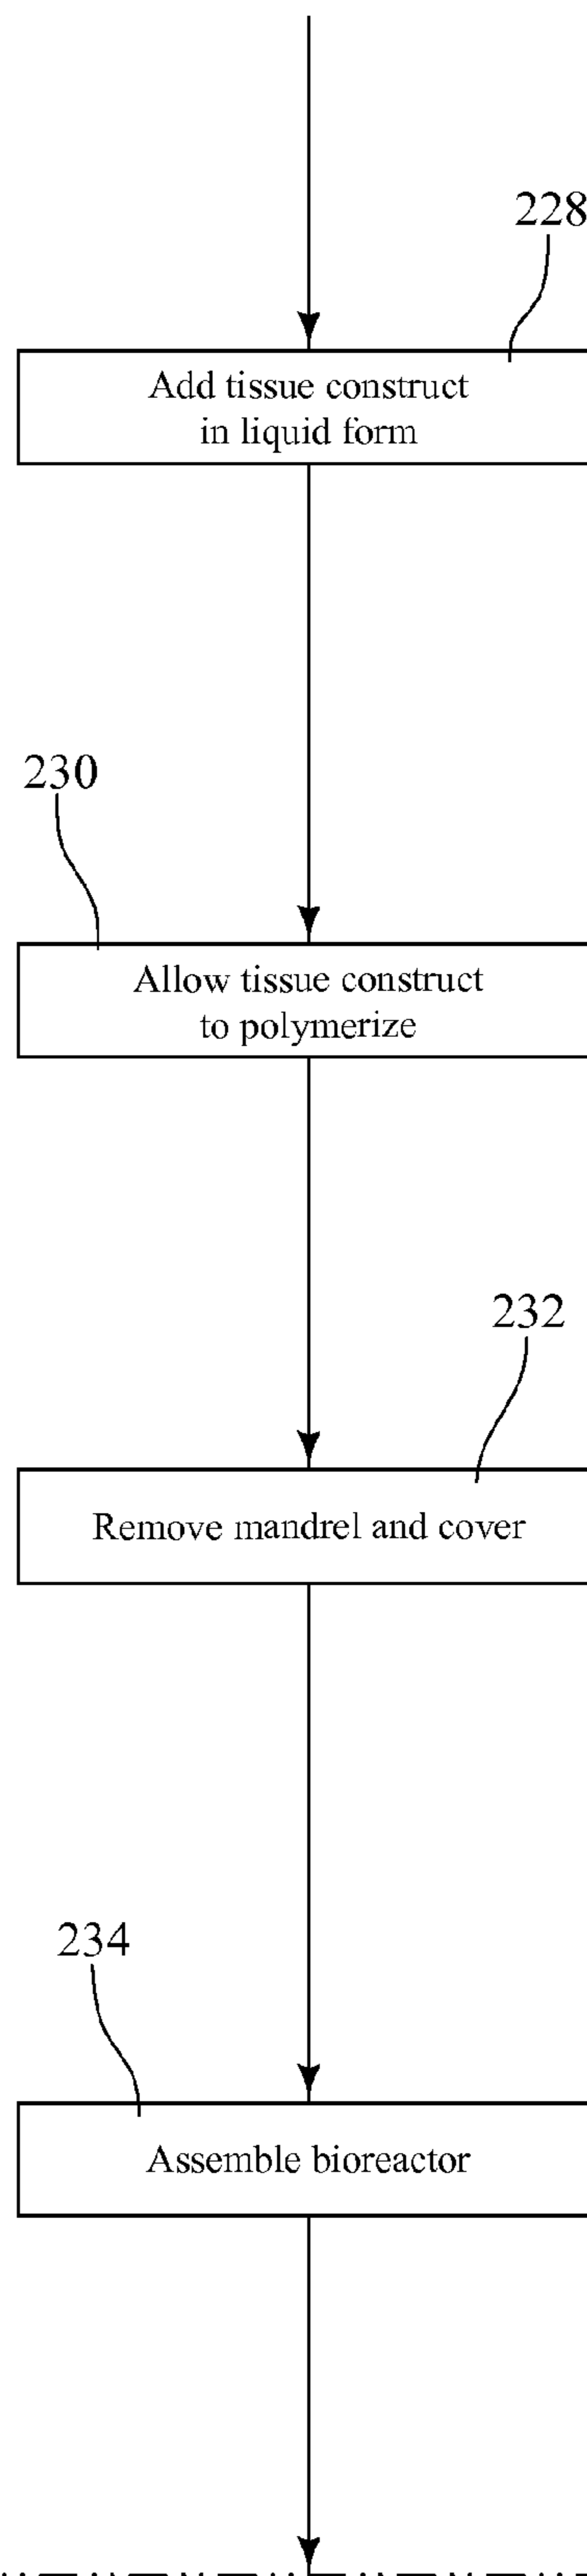 228
Add tissue construct
in liquid form
230
Allow tissue construct
to polymerize
232
Remove mandrel and cover
234
Assemble bioreactor